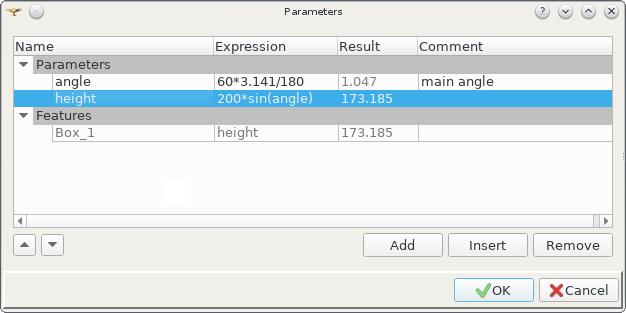 Parameters
Name Expression Result Comment
Parameters
angle 60*3.141/180 1.047 main angle
height 200*sin(angle) 173.185
Features
Box_1 height 173.185
Add Insert Remove
OK Cancel